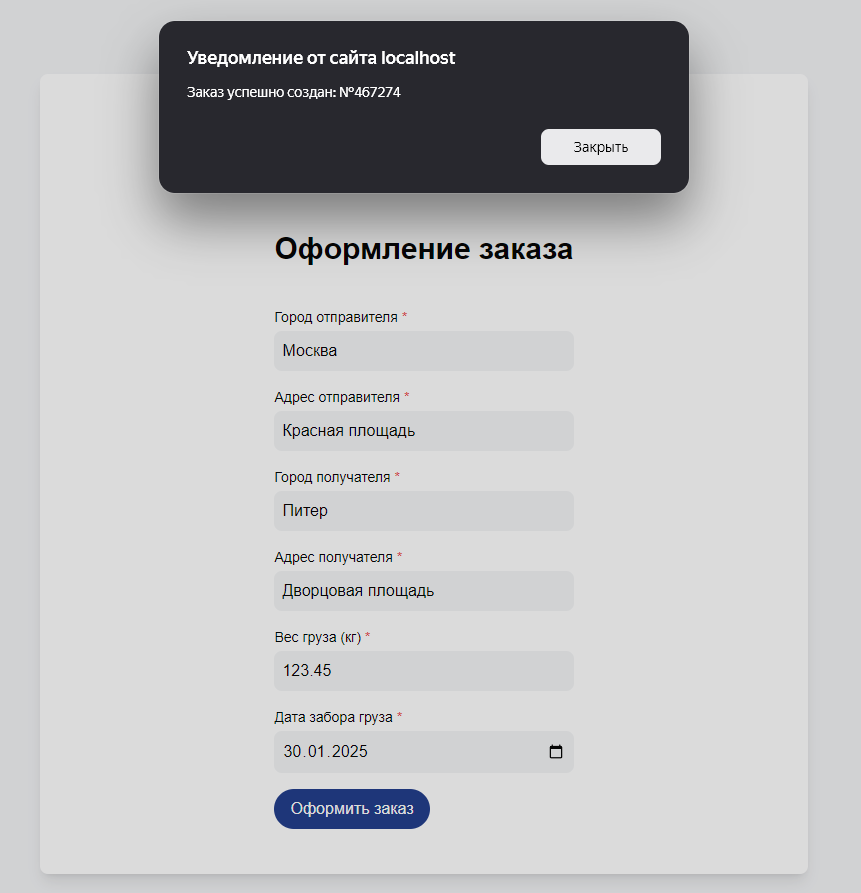 Уведомление от сайта localhost
Заказ успешно создан: №467274
Закрыть
Оформление заказа
Город отправителя *
Москва
Адрес отправителя *
Красная площадь
Город получателя *
Питер
Адрес получателя *
Дворцовая площадь
Вес груза (кг) *
123.45
Дата забора груза *
30.01.2025
Оформить заказ